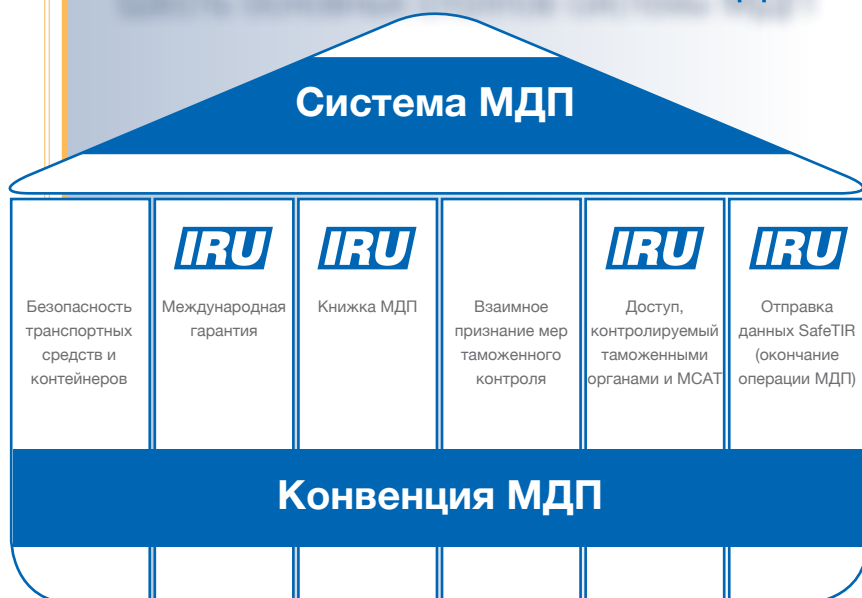 Система МДП
IRU
IRU
IRU
IRU
Безопасность
транспортных
средств и
контейнеров
Международная
гарантия
Книжка МДП
Взаимное
признание мер
таможенного
контроля
Доступ,
контролируемый
таможенными
органами и МСАТ
Отправка
данных SafeTIR
(окончание
операции МДП)
Конвенция МДП